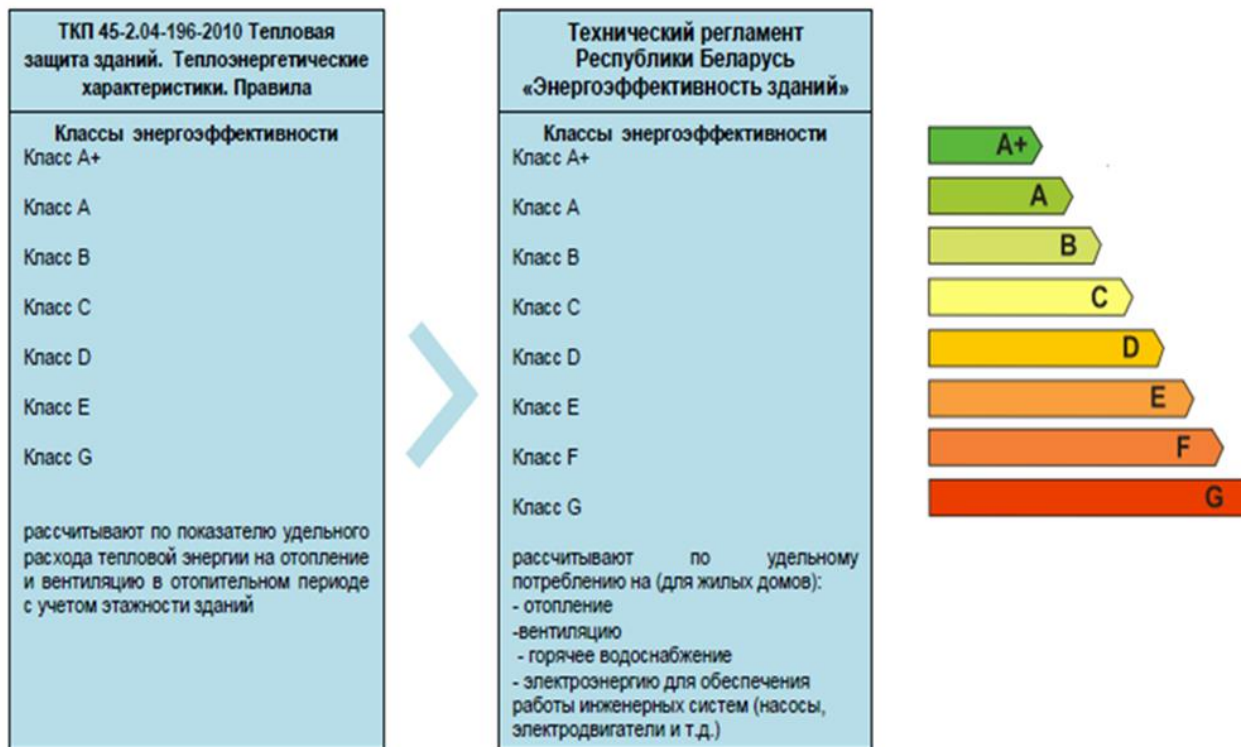 ТКП 45-2.04-196-2010 Тепловая
защита зданий. Теплоэнергетические
характеристики. Правила
Классы энергоэффективности
Класс А+
Класс А
Класс В
Класс С
Класс D
Класс Е
Класс G
рассчитывают по показателю удельного
расхода тепловой энергии на отопление
и вентиляцию в отопительном периоде
с учетом этажности зданий
Технический регламент
Республики Беларусь
«Энергоэффективность зданий»
Классы энергоэффективности
Класс А+
Класс А
Класс В
Класс С
Класс D
Класс Е
Класс F
Класс G
рассчитывают по удельному
потреблению на (для жилых домов):
- отопление
-вентиляцию
- горячее водоснабжение
- электроэнергию для обеспечения
работы инженерных систем (насосы,
электродвигатели и т.д.)
A+
A
B
C
D
E
F
G